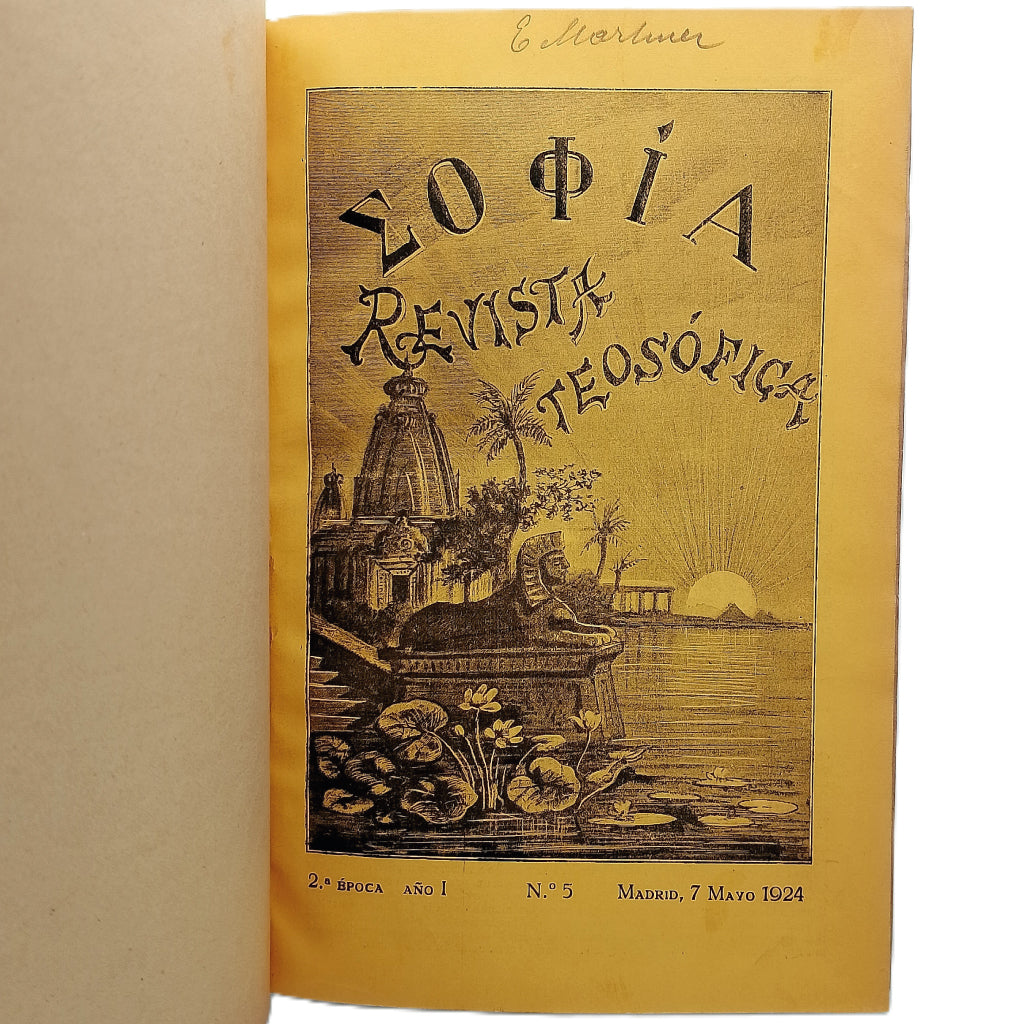 E Martinez
ΣΟΦΊΑ
REVISTA
TEOSÓFICA
2.ª ÉPOCA AÑO I N.º 5 MADRID, 7 MAYO 1924